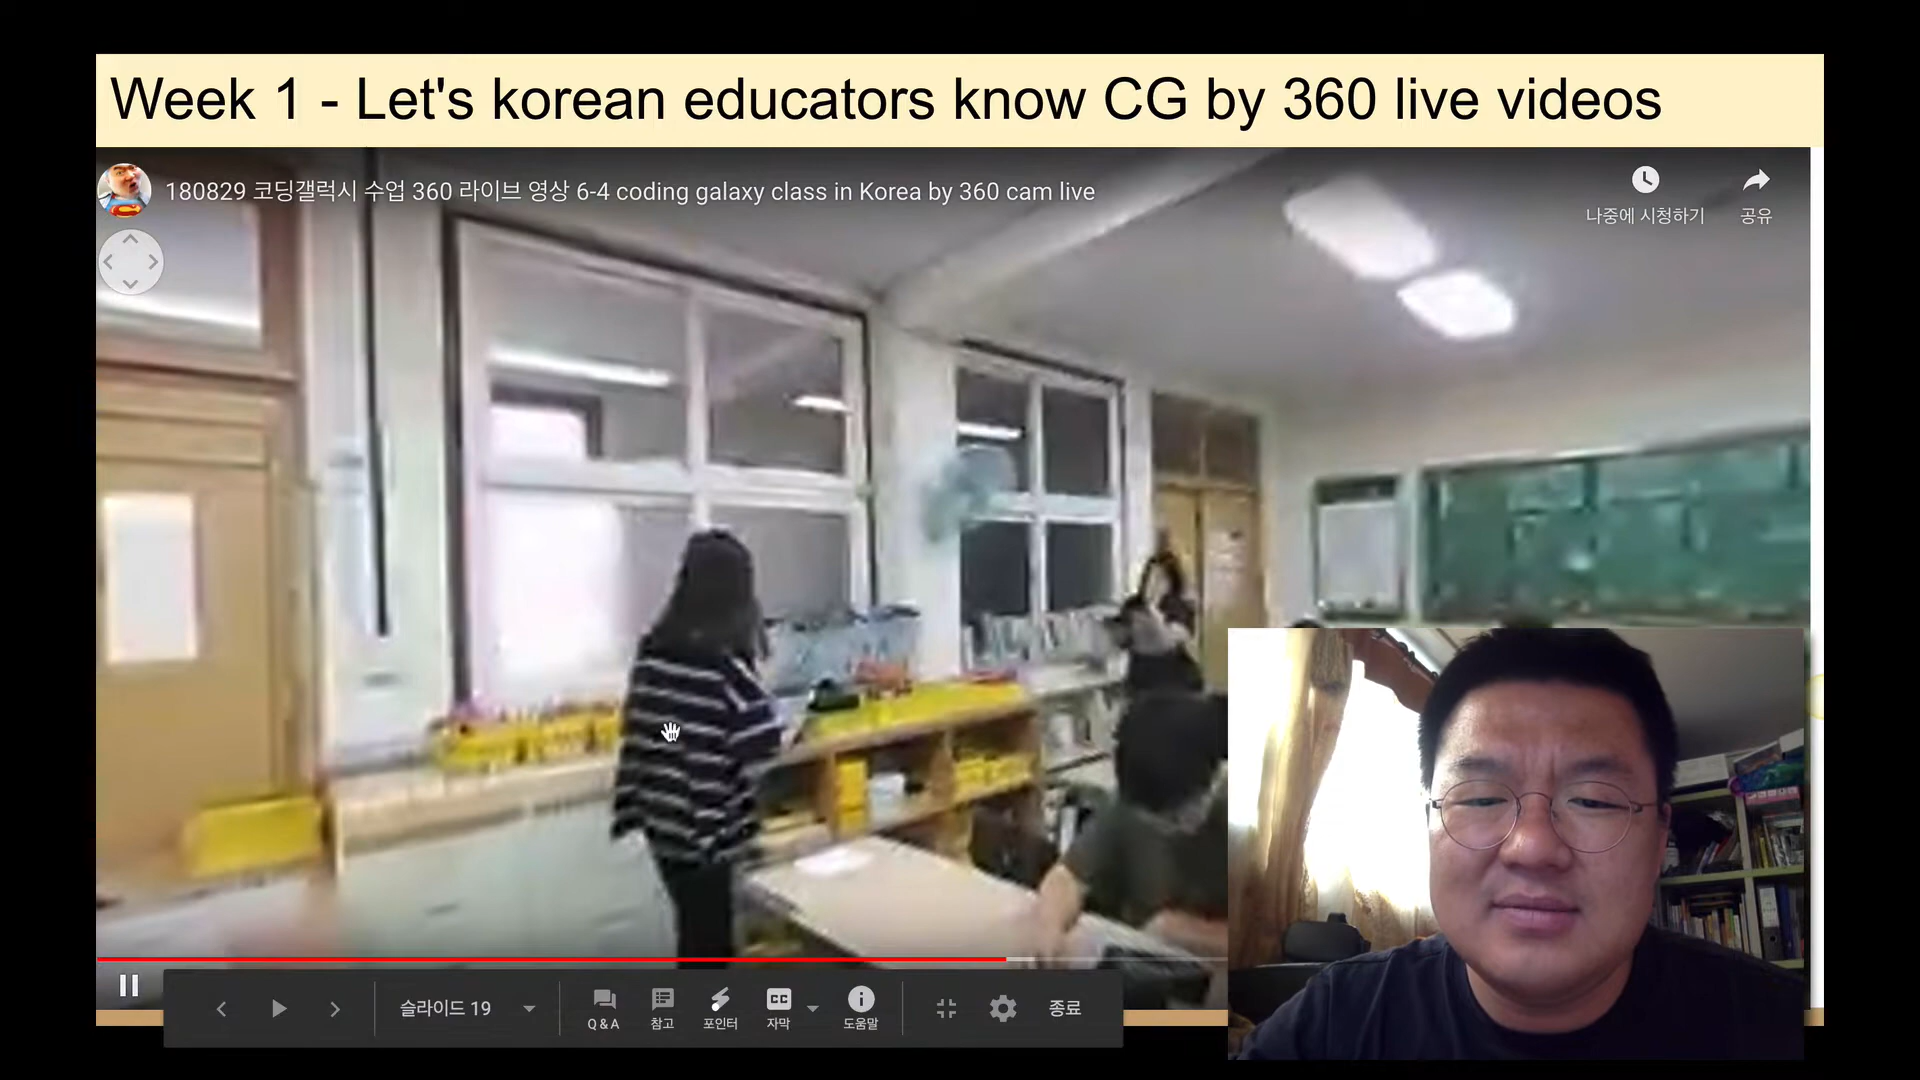 Week 1 - Let's korean educators know CG by 360 live videos
180829 코딩갤럭시 수업 360 라이브 영상 6-4 coding galaxy class in Korea by 360 cam live
나중에 시청하기
공유
슬라이드 19
Q & A
참고
포인터
CC
자막
도움말
종료